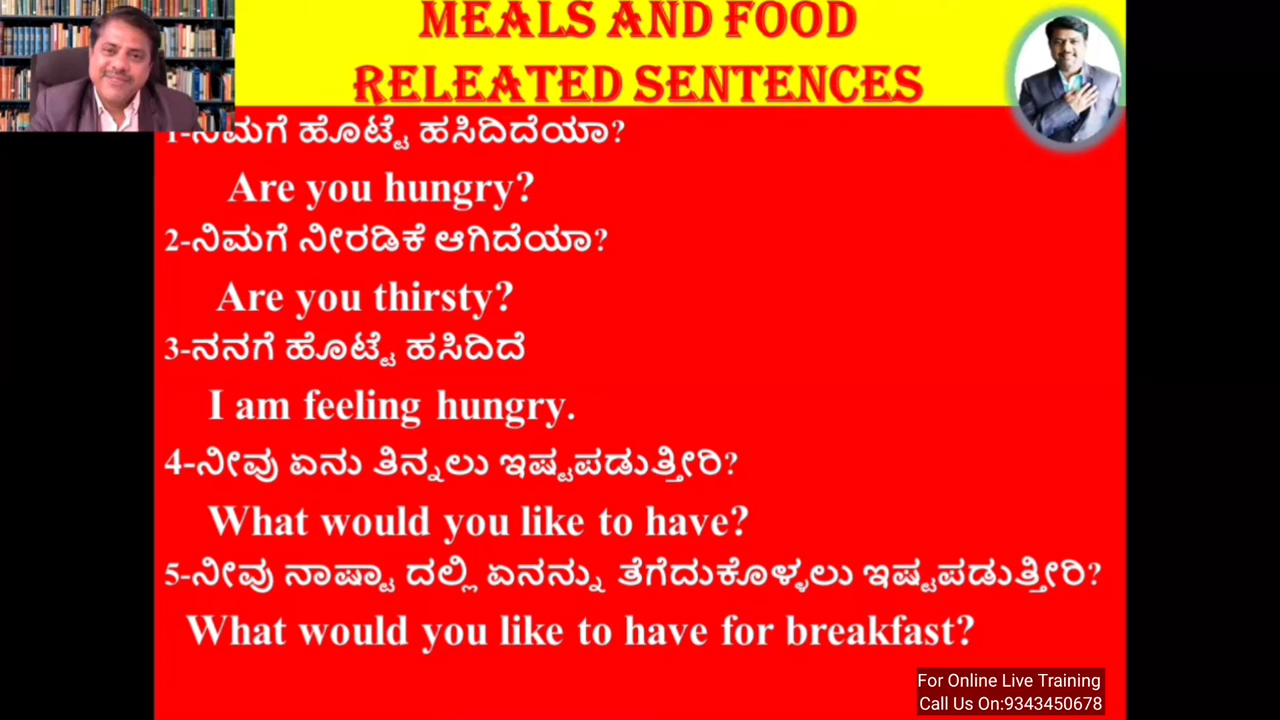 MEALS AND FOOD
RELEATED SENTENCES
1-ನಿಮಗೆ ಹೊಟ್ಟೆ ಹಸಿದಿದೆಯಾ?
Are you hungry?
2-ನಿಮಗೆ ನೀರಡಿಕೆ ಆಗಿದೆಯಾ?
Are you thirsty?
3-ನನಗೆ ಹೊಟ್ಟೆ ಹಸಿದಿದೆ
I am feeling hungry.
4-ನೀವು ಏನು ತಿನ್ನಲು ಇಷ್ಟಪಡುತ್ತೀರಿ?
What would you like to have?
5-ನೀವು ನಾಷ್ಟಾ ದಲ್ಲಿ ಏನನ್ನು ತೆಗೆದುಕೊಳ್ಳಲು ಇಷ್ಟಪಡುತ್ತೀರಿ?
What would you like to have for breakfast?
For Online Live Training
Call Us On:9343450678